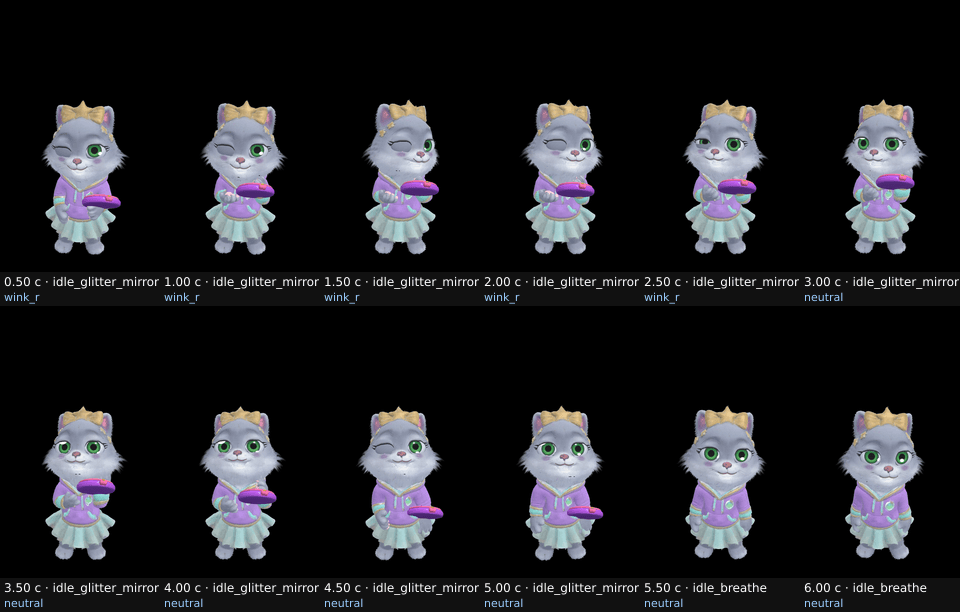 0.50 с · idle_glitter_mirror
wink_r
1.00 с · idle_glitter_mirror
wink_r
1.50 с · idle_glitter_mirror
wink_r
2.00 с · idle_glitter_mirror
wink_r
2.50 с · idle_glitter_mirror
wink_r
3.00 с · idle_glitter_mirror
neutral
3.50 с · idle_glitter_mirror
neutral
4.00 с · idle_glitter_mirror
neutral
4.50 с · idle_glitter_mirror
neutral
5.00 с · idle_glitter_mirror
neutral
5.50 с · idle_breathe
neutral
6.00 с · idle_breathe
neutral